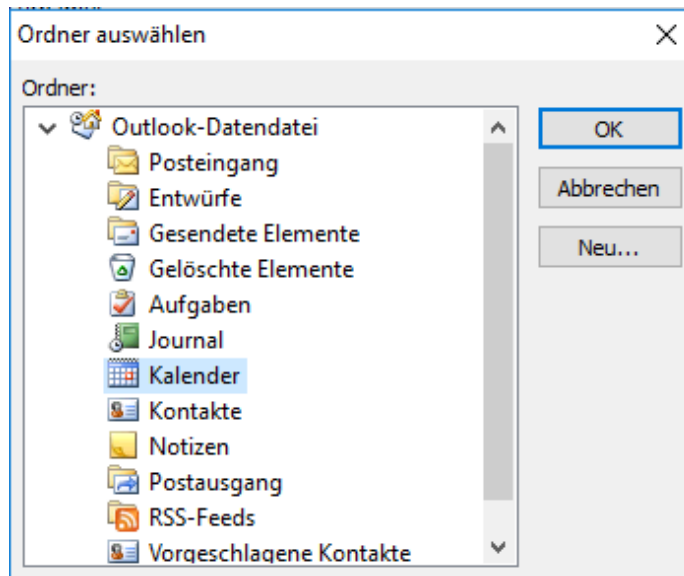 Ordner auswählen
Ordner:
Outlook-Datendatei
Posteingang
Entwürfe
Gesendete Elemente
Gelöschte Elemente
Aufgaben
Journal
Kalender
Kontakte
Notizen
Postausgang
RSS-Feeds
Vorgeschlagene Kontakte
OK
Abbrechen
Neu...